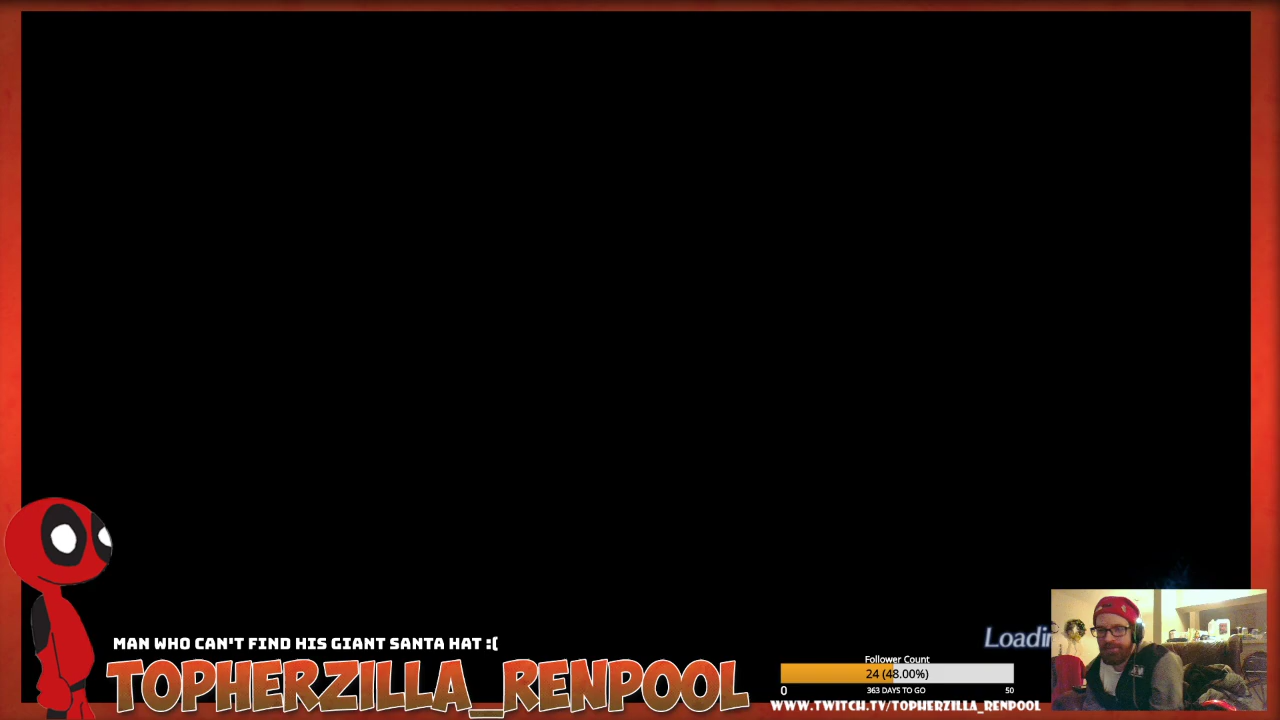 MAN WHO CAN'T FIND HIS GIANT SANTA HAT :(
TOPHERZILLA_RENPOOL
Loadin
Follower Count
24 (48.00%)
0 363 DAYS TO GO 50
WWW.TWITCH.TV/TOPHERZILLA_RENPOOL